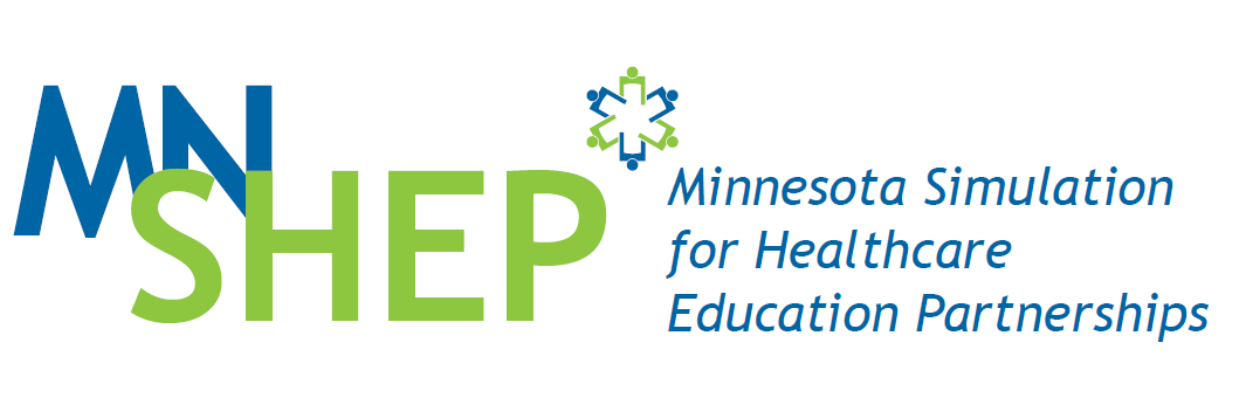 MN
SHEP
Minnesota Simulation
for Healthcare
Education Partnerships